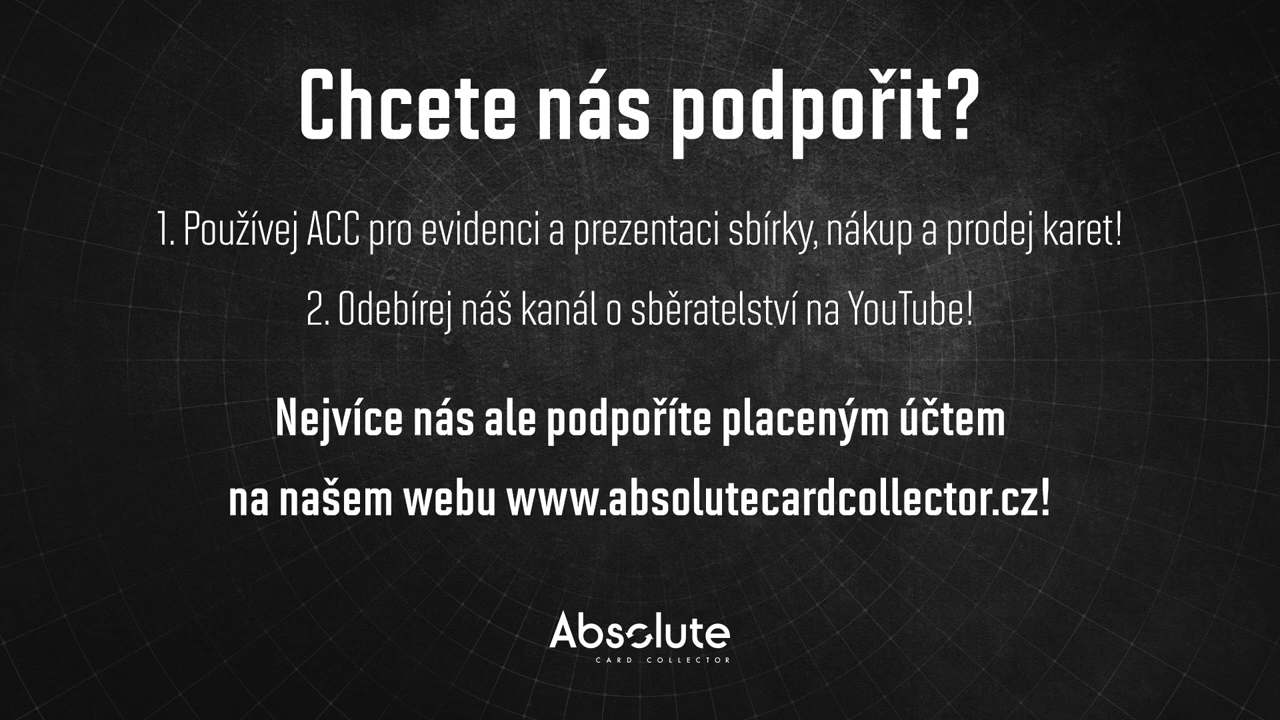 Chcete nás podpořit?
1. Používej ACC pro evidenci a prezentaci sbírky, nákup a prodej karet!
2. Odebírej náš kanál o sběratelství na YouTube!
Nejvíce nás ale podpoříte placeným účtem
na našem webu www.absolutecardcollector.cz!
Absolute
CARD COLLECTOR